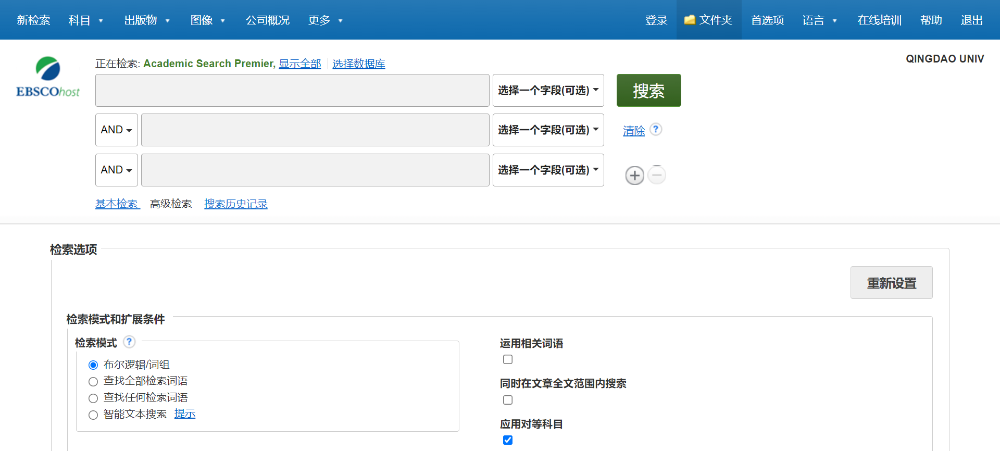 新检索 科目 出版物 图像 公司概况 更多 登录 文件夹 首选项 语言 在线培训 帮助 退出
QINGDAO UNIV
EBSCOhost
正在检索: Academic Search Premier, 显示全部 选择数据库
选择一个字段(可选) 搜索
AND 选择一个字段(可选) 清除 ?
AND 选择一个字段(可选)
基本检索 高级检索 搜索历史记录
检索选项
重新设置
检索模式和扩展条件
检索模式 ?
布尔逻辑/词组
查找全部检索词语
查找任何检索词语
智能文本搜索 提示
运用相关词语
同时在文章全文范围内搜索
应用对等科目